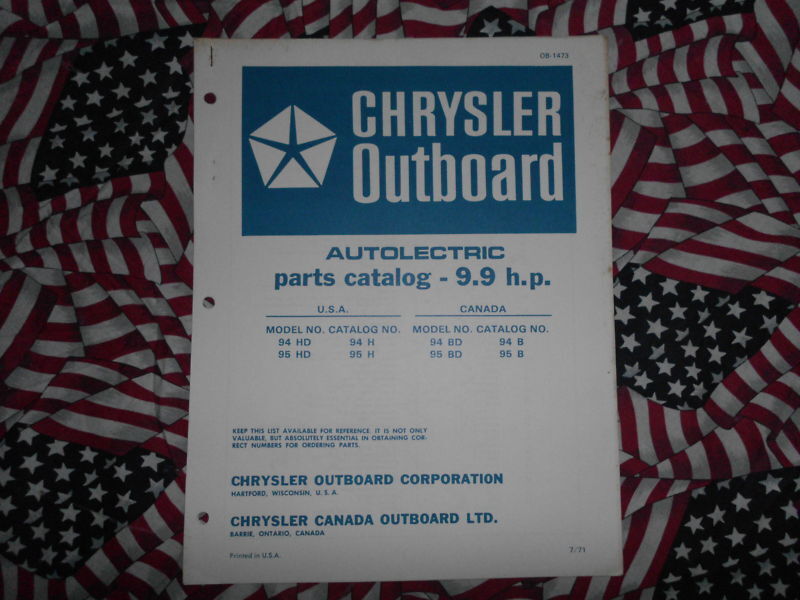 OB-1473
CHRYSLER
Outboard
AUTOLECTRIC
parts catalog - 9.9 h.p.
U.S.A. CANADA
MODEL NO. CATALOG NO. MODEL NO. CATALOG NO.
94 HD 94 H 94 BD 94 B
95 HD 95 H 95 BD 95 B
KEEP THIS LIST AVAILABLE FOR REFERENCE. IT IS NOT ONLY
VALUABLE, BUT ABSOLUTELY ESSENTIAL IN OBTAINING COR-
RECT NUMBERS FOR ORDERING PARTS.
CHRYSLER OUTBOARD CORPORATION
HARTFORD, WISCONSIN, U. S. A.
CHRYSLER CANADA OUTBOARD LTD.
BARRIE, ONTARIO, CANADA
Printed in U.S.A. 7/71